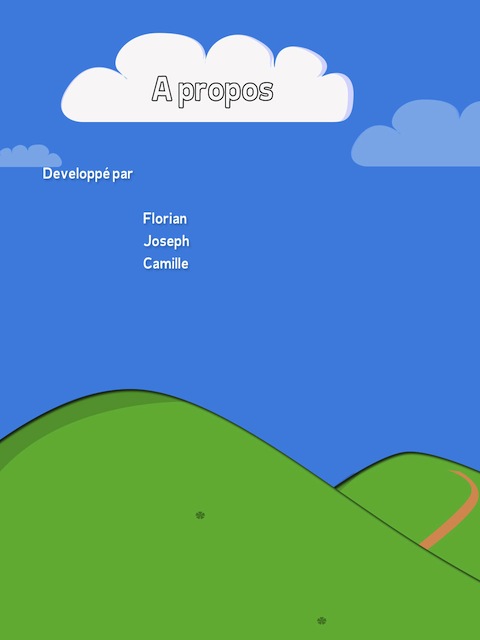 A propos
Developpé par
Florian
Joseph
Camille